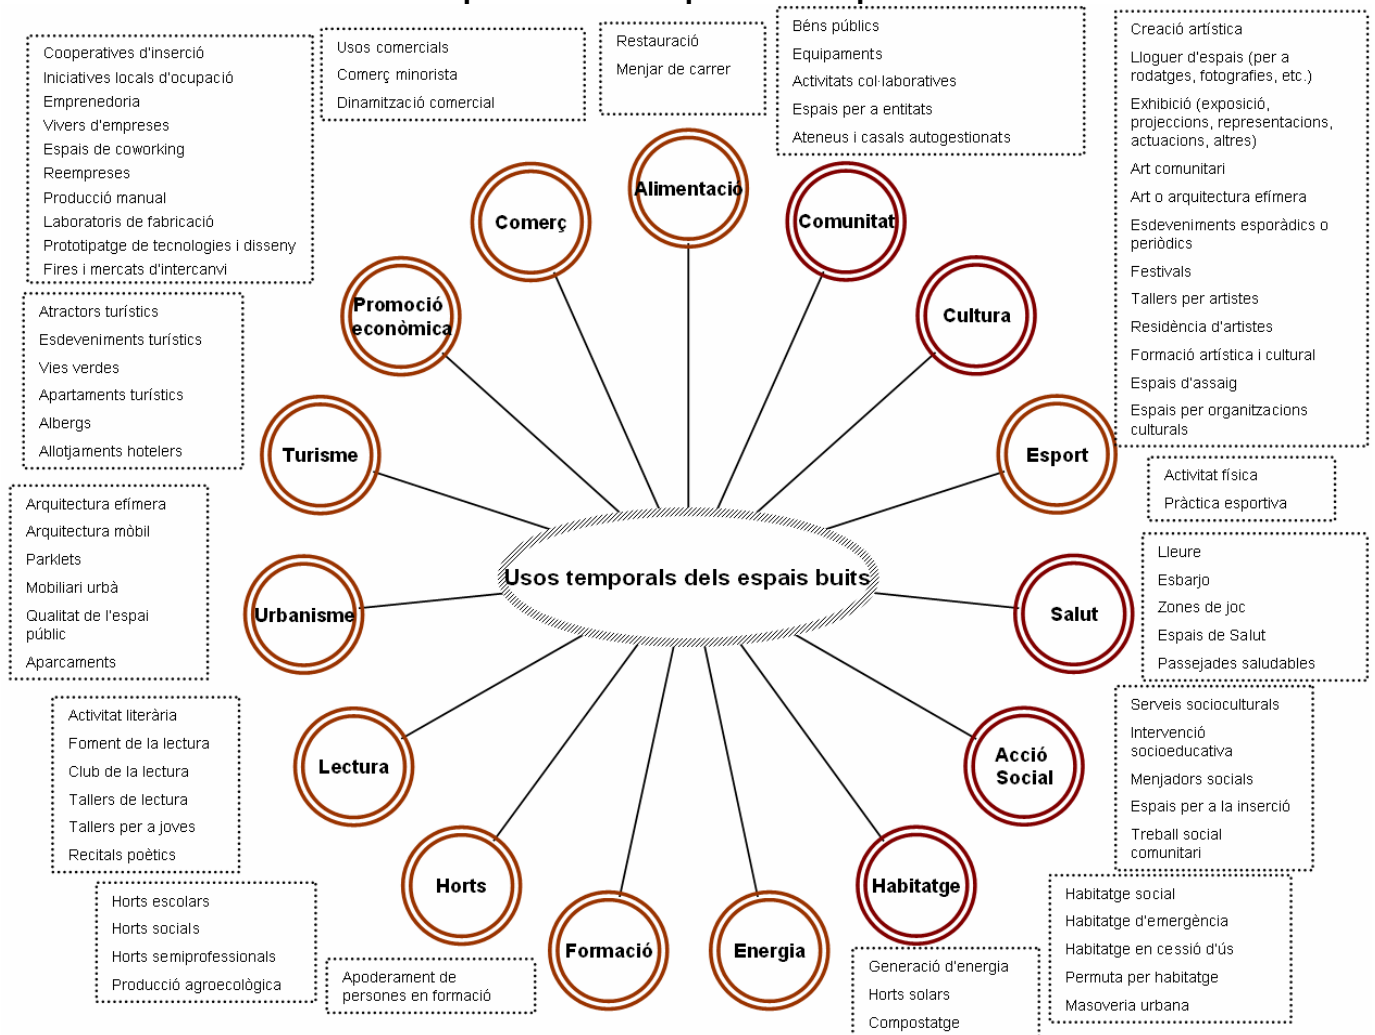 Cooperatives d'inserció
Iniciatives locals d'ocupació
Emprenedoria
Vivers d'empreses
Espais de coworking
Reempreses
Producció manual
Laboratoris de fabricació
Prototipatge de tecnologies i disseny
Fires i mercats d'intercanvi
Usos comercials
Comerç minorista
Dinamització comercial
Restauració
Menjar de carrer
Béns públics
Equipaments
Activitats col·laboratives
Espais per a entitats
Ateneus i casals autogestionats
Creació artística
Lloguer d'espais (per a
rodatges, fotografies, etc.)
Exhibició (exposició,
projeccions, representacions,
actuacions, altres)
Art comunitari
Art o arquitectura efímera
Esdeveniments esporàdics o
periòdics
Festivals
Tallers per artistes
Residència d'artistes
Formació artística i cultural
Espais d'assaig
Espais per organitzacions
culturals
Alimentació
Comerç
Comunitat
Promoció
econòmica
Cultura
Atractors turístics
Esdeveniments turístics
Vies verdes
Apartaments turístics
Albergs
Allotjaments hotelers
Turisme
Esport
Activitat física
Pràctica esportiva
Arquitectura efímera
Arquitectura mòbil
Parklets
Mobiliari urbà
Qualitat de l'espai
públic
Aparcaments
Urbanisme
Usos temporals dels espais buits
Salut
Lleure
Esbarjo
Zones de joc
Espais de Salut
Passejades saludables
Activitat literària
Foment de la lectura
Club de la lectura
Tallers de lectura
Tallers per a joves
Recitals poètics
Lectura
Acció
Social
Serveis socioculturals
Intervenció
socioeducativa
Menjadors socials
Espais per a la inserció
Treball social
comunitari
Horts escolars
Horts socials
Horts semiprofessionals
Producció agroecològica
Horts
Apoderament de
persones en formació
Formació
Energia
Habitatge
Generació d'energia
Horts solars
Compostatge
Habitatge social
Habitatge d'emergència
Habitatge en cessió d'ús
Permuta per habitatge
Masoveria urbana